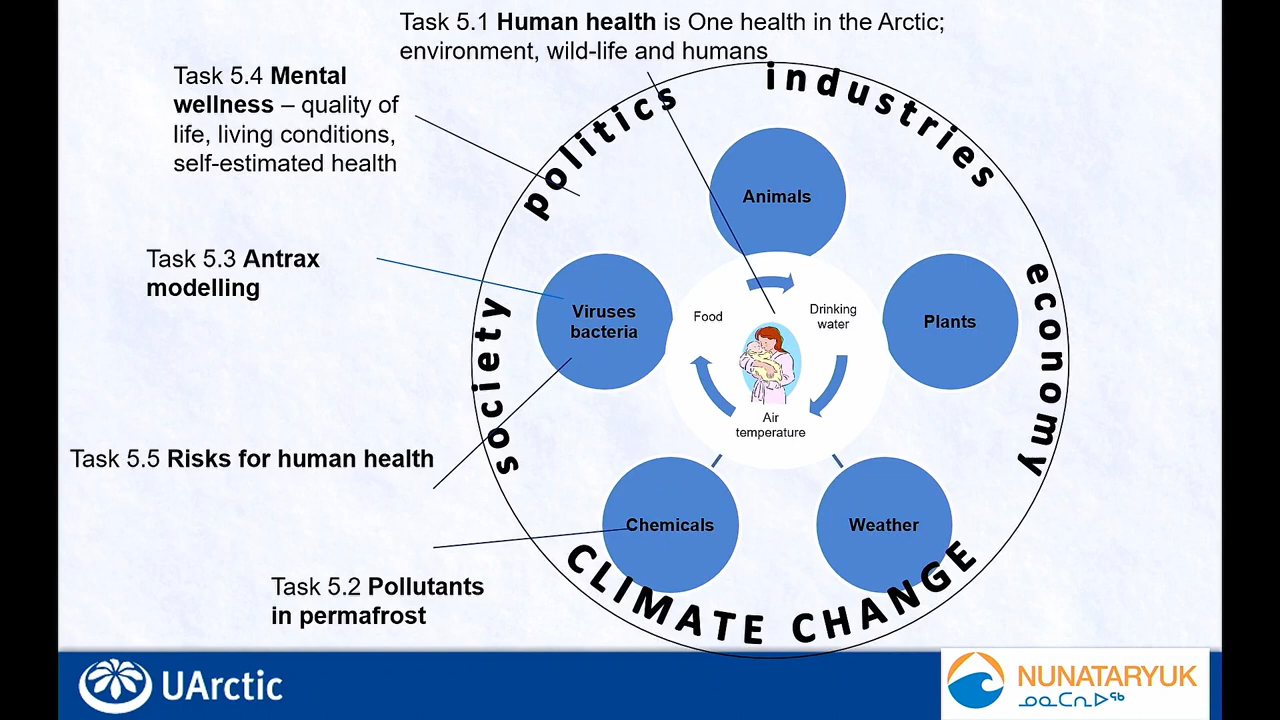 Task 5.1 Human health is One health in the Arctic;
environment, wild-life and humans
Task 5.4 Mental
wellness – quality of
life, living conditions,
self-estimated health
politics
industries
Animals
Task 5.3 Antrax
modelling
society
Viruses
bacteria
Food
Drinking
water
Plants
economy
Air
temperature
Task 5.5 Risks for human health
Chemicals
Weather
CLIMATE CHANGE
Task 5.2 Pollutants
in permafrost
UArctic
NUNATARYUK
ᓄᓇᑕᕆᐅᖅ